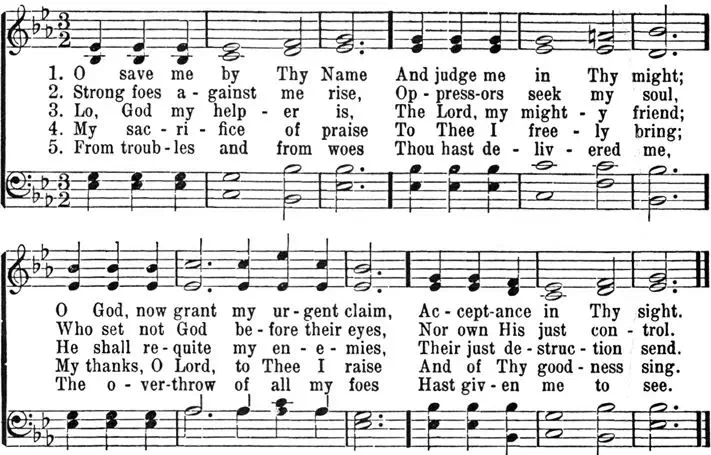 3 2
1. O save me by Thy Name And judge me in Thy might;
2. Strong foes a - gainst me rise, Op - press - ors seek my soul,
3. Lo, God my help - er is, The Lord, my might - y friend;
4. My sac - ri - fice of praise To Thee I free - ly bring;
5. From troub - les and from woes Thou hast de - liv - ered me,
3 2
O God, now grant my ur - gent claim, Ac - cept - ance in Thy sight.
Who set not God be - fore their eyes, Nor own His just con - trol.
He shall re - quite my en - e - mies, Their just de - struc - tion send.
My thanks, O Lord, to Thee I raise And of Thy good - ness sing.
The o - ver - throw of all my foes Hast giv - en me to see.